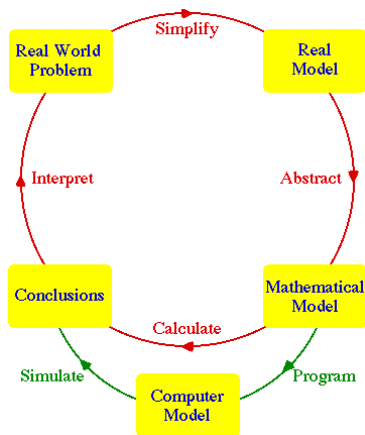 Simplify
Real World
Problem
Real
Model
Interpret
Abstract
Conclusions
Mathematical
Model
Calculate
Simulate
Program
Computer
Model